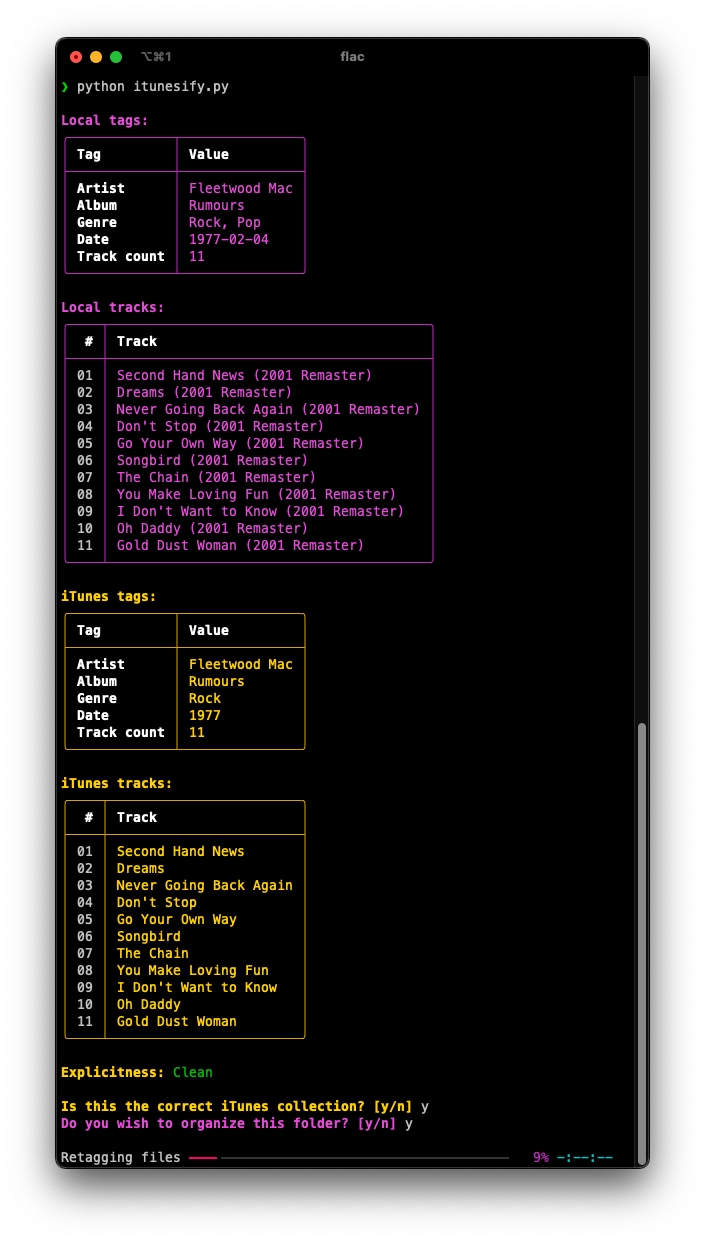 ⌥⌘1 flac
❯ python itunesify.py
Local tags:
Tag Value
Artist Fleetwood Mac
Album Rumours
Genre Rock, Pop
Date 1977-02-04
Track count 11
Local tracks:
# Track
01 Second Hand News (2001 Remaster)
02 Dreams (2001 Remaster)
03 Never Going Back Again (2001 Remaster)
04 Don't Stop (2001 Remaster)
05 Go Your Own Way (2001 Remaster)
06 Songbird (2001 Remaster)
07 The Chain (2001 Remaster)
08 You Make Loving Fun (2001 Remaster)
09 I Don't Want to Know (2001 Remaster)
10 Oh Daddy (2001 Remaster)
11 Gold Dust Woman (2001 Remaster)
iTunes tags:
Tag Value
Artist Fleetwood Mac
Album Rumours
Genre Rock
Date 1977
Track count 11
iTunes tracks:
# Track
01 Second Hand News
02 Dreams
03 Never Going Back Again
04 Don't Stop
05 Go Your Own Way
06 Songbird
07 The Chain
08 You Make Loving Fun
09 I Don't Want to Know
10 Oh Daddy
11 Gold Dust Woman
Explicitness: Clean
Is this the correct iTunes collection? [y/n] y
Do you wish to organize this folder? [y/n] y
Retagging files 9% -:--:--